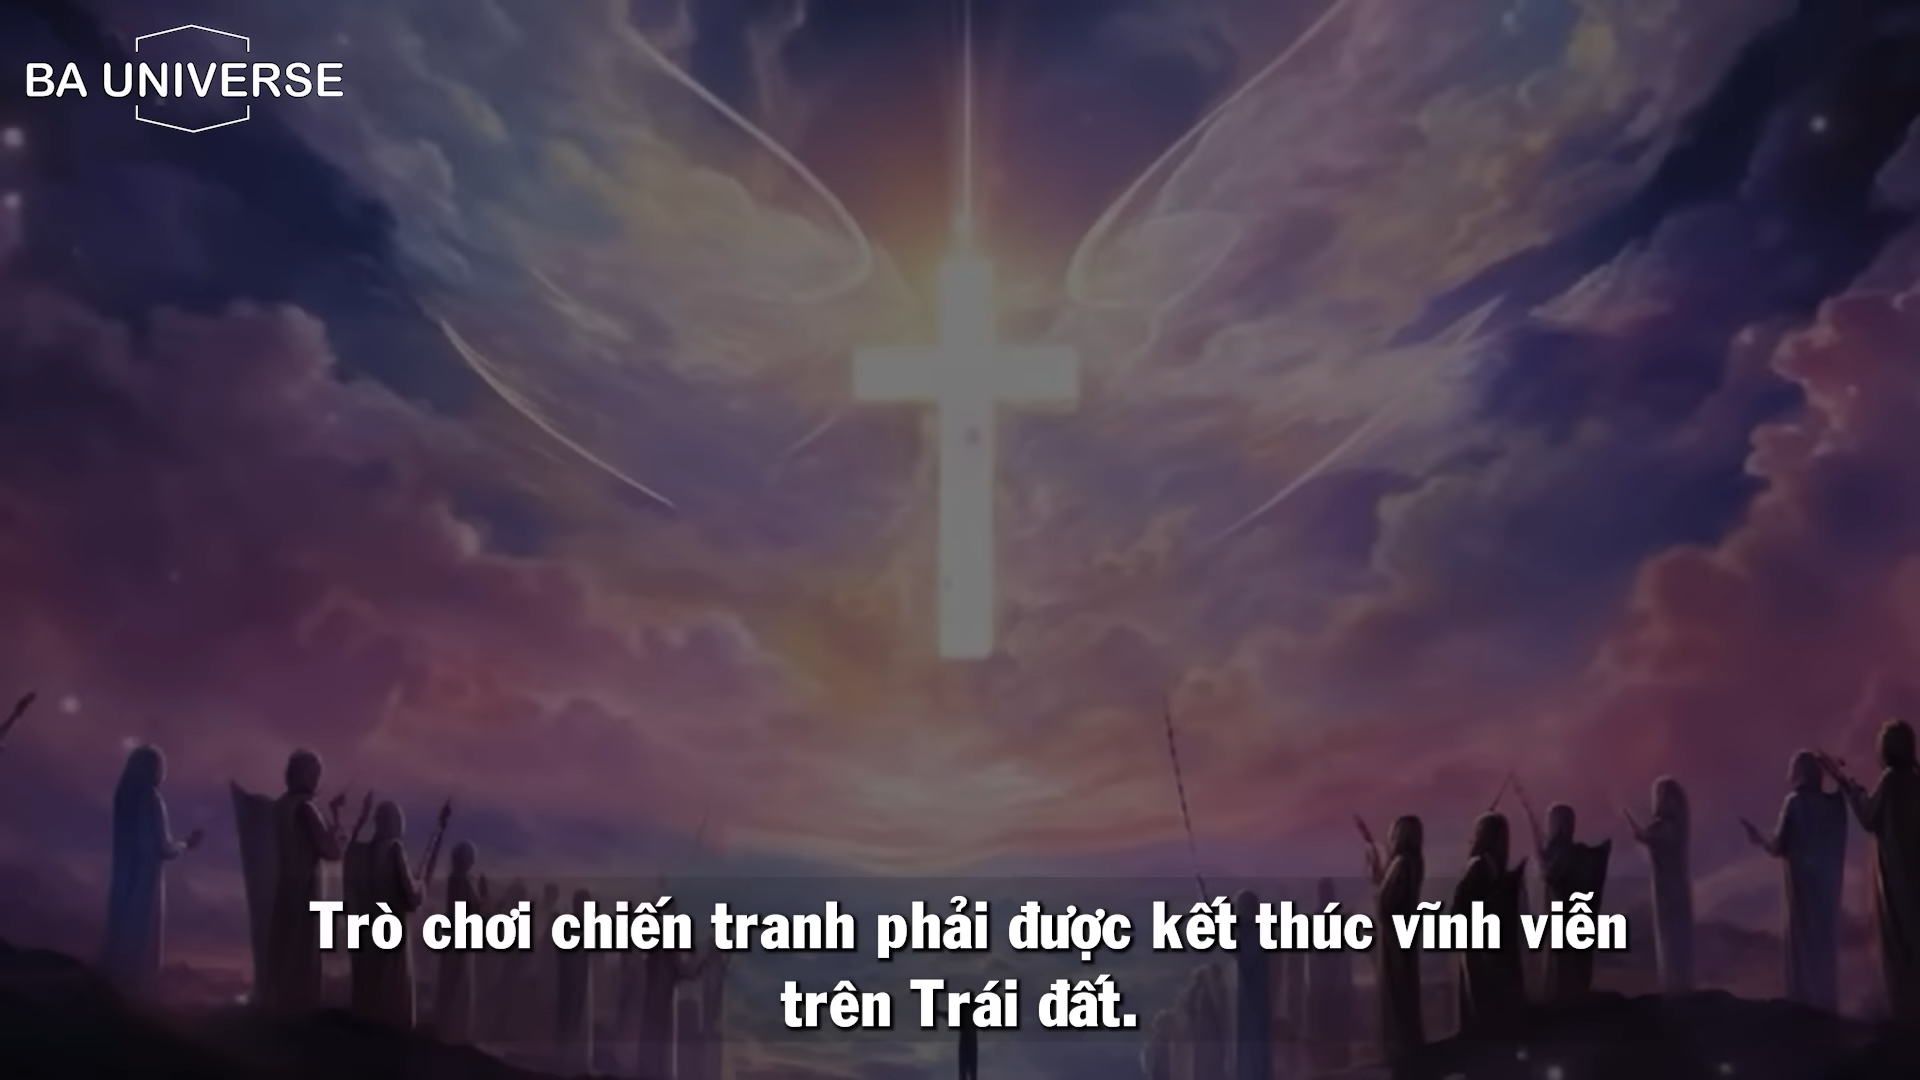 BA UNIVERSE
Trò chơi chiến tranh phải được kết thúc vĩnh viễn
trên Trái đất.